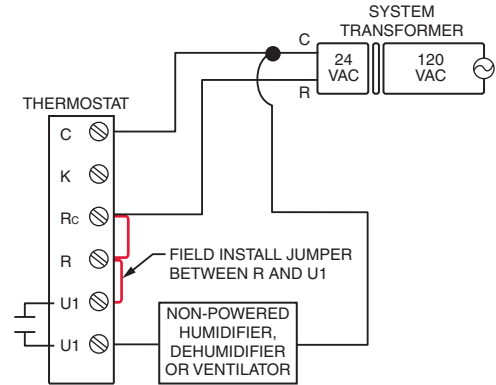 SYSTEM
TRANSFORMER
C
24
VAC
120
VAC
R
THERMOSTAT
C
K
Rc
R
FIELD INSTALL JUMPER
BETWEEN R AND U1
U1
U1
NON-POWERED
HUMIDIFIER,
DEHUMIDIFIER
OR VENTILATOR